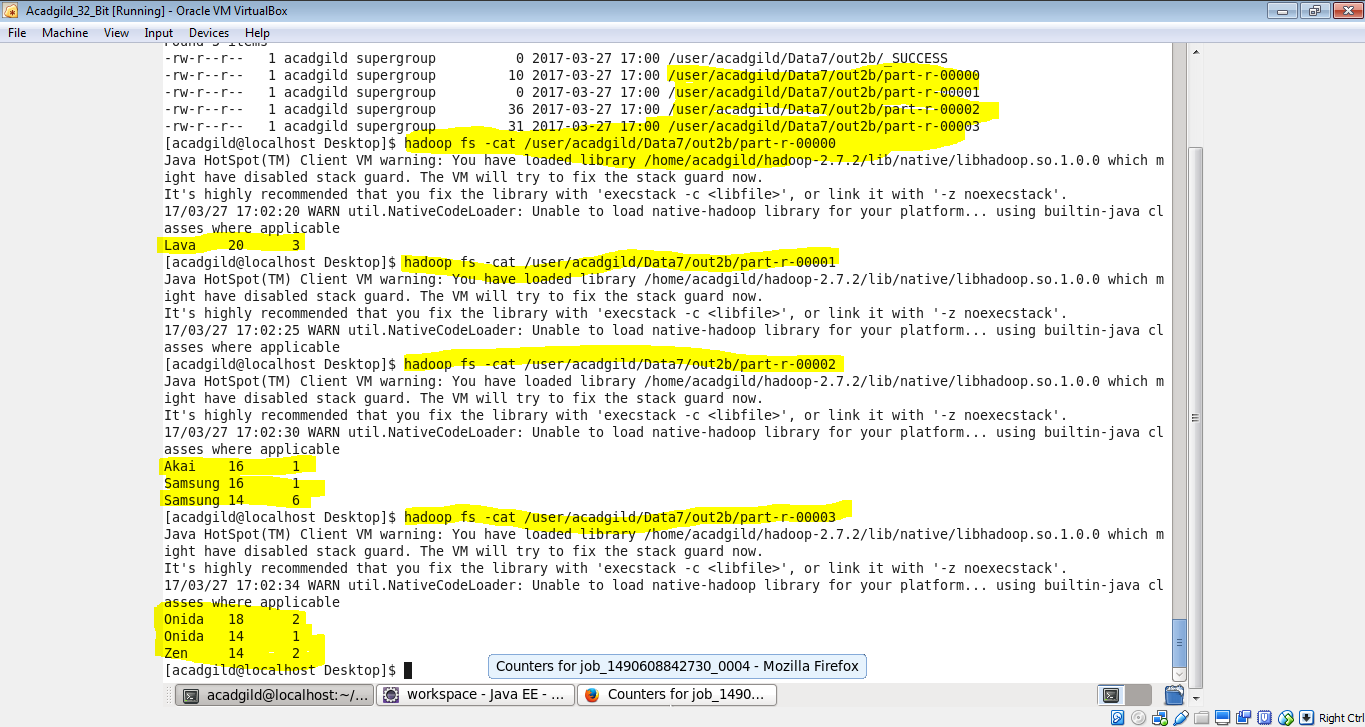 Acadgild_32_Bit [Running] - Oracle VM VirtualBox
File Machine View Input Devices Help
Found 5 items
-rw-r--r--   1 acadgild supergroup          0 2017-03-27 17:00 /user/acadgild/Data7/out2b/_SUCCESS
-rw-r--r--   1 acadgild supergroup         10 2017-03-27 17:00 /user/acadgild/Data7/out2b/part-r-00000
-rw-r--r--   1 acadgild supergroup          0 2017-03-27 17:00 /user/acadgild/Data7/out2b/part-r-00001
-rw-r--r--   1 acadgild supergroup         36 2017-03-27 17:00 /user/acadgild/Data7/out2b/part-r-00002
-rw-r--r--   1 acadgild supergroup         31 2017-03-27 17:00 /user/acadgild/Data7/out2b/part-r-00003
[acadgild@localhost Desktop]$ hadoop fs -cat /user/acadgild/Data7/out2b/part-r-00000
Java HotSpot(TM) Client VM warning: You have loaded library /home/acadgild/hadoop-2.7.2/lib/native/libhadoop.so.1.0.0 which m
ight have disabled stack guard. The VM will try to fix the stack guard now.
It's highly recommended that you fix the library with 'execstack -c <libfile>', or link it with '-z noexecstack'.
17/03/27 17:02:20 WARN util.NativeCodeLoader: Unable to load native-hadoop library for your platform... using builtin-java cl
asses where applicable
Lava    20      3
[acadgild@localhost Desktop]$ hadoop fs -cat /user/acadgild/Data7/out2b/part-r-00001
Java HotSpot(TM) Client VM warning: You have loaded library /home/acadgild/hadoop-2.7.2/lib/native/libhadoop.so.1.0.0 which m
ight have disabled stack guard. The VM will try to fix the stack guard now.
It's highly recommended that you fix the library with 'execstack -c <libfile>', or link it with '-z noexecstack'.
17/03/27 17:02:25 WARN util.NativeCodeLoader: Unable to load native-hadoop library for your platform... using builtin-java cl
asses where applicable
[acadgild@localhost Desktop]$ hadoop fs -cat /user/acadgild/Data7/out2b/part-r-00002
Java HotSpot(TM) Client VM warning: You have loaded library /home/acadgild/hadoop-2.7.2/lib/native/libhadoop.so.1.0.0 which m
ight have disabled stack guard. The VM will try to fix the stack guard now.
It's highly recommended that you fix the library with 'execstack -c <libfile>', or link it with '-z noexecstack'.
17/03/27 17:02:30 WARN util.NativeCodeLoader: Unable to load native-hadoop library for your platform... using builtin-java cl
asses where applicable
Akai    16      1
Samsung 16      1
Samsung 14      6
[acadgild@localhost Desktop]$ hadoop fs -cat /user/acadgild/Data7/out2b/part-r-00003
Java HotSpot(TM) Client VM warning: You have loaded library /home/acadgild/hadoop-2.7.2/lib/native/libhadoop.so.1.0.0 which m
ight have disabled stack guard. The VM will try to fix the stack guard now.
It's highly recommended that you fix the library with 'execstack -c <libfile>', or link it with '-z noexecstack'.
17/03/27 17:02:34 WARN util.NativeCodeLoader: Unable to load native-hadoop library for your platform... using builtin-java cl
asses where applicable
Onida   18      2
Onida   14      1
Zen     14      2
[acadgild@localhost Desktop]$
Counters for job_1490608842730_0004 - Mozilla Firefox
acadgild@localhost:~/... workspace - Java EE - ... Counters for job_1490...
Right Ctrl